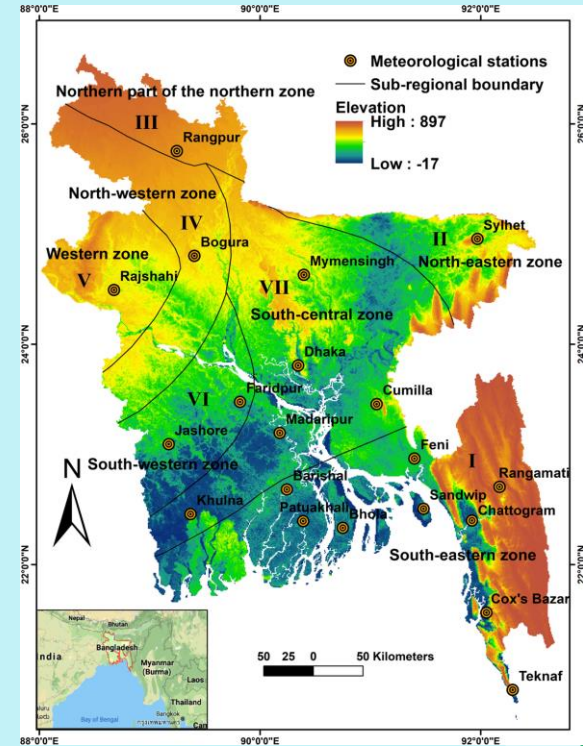 88°0'0"E
90°0'0"E
92°0'0"E
Meteorological stations
Sub-regional boundary
Elevation
High : 897
Low : -17
Northern part of the northern zone
III
26°0'0"N
Rangpur
North-western zone
IV
Bogura
Western zone
V
Rajshahi
Sylhet
II
North-eastern zone
Mymensingh
VII
South-central zone
24°0'0"N
Dhaka
Faridpur
VI
Cumilla
Madaripur
Jashore
Feni
South-western zone
I
Rangamati
N
Barishal
Khulna
Patuakhali
Bhola
Sandwip
Chattogram
22°0'0"N
South-eastern zone
Cox's Bazar
50 25 0 50 Kilometers
Teknaf
Nepal
Bhutan
Bangladesh
India
Myanmar
(Burma)
Laos
Thailand
Bay of Bengal
Bangkok
88°0'0"E
90°0'0"E
92°0'0"E